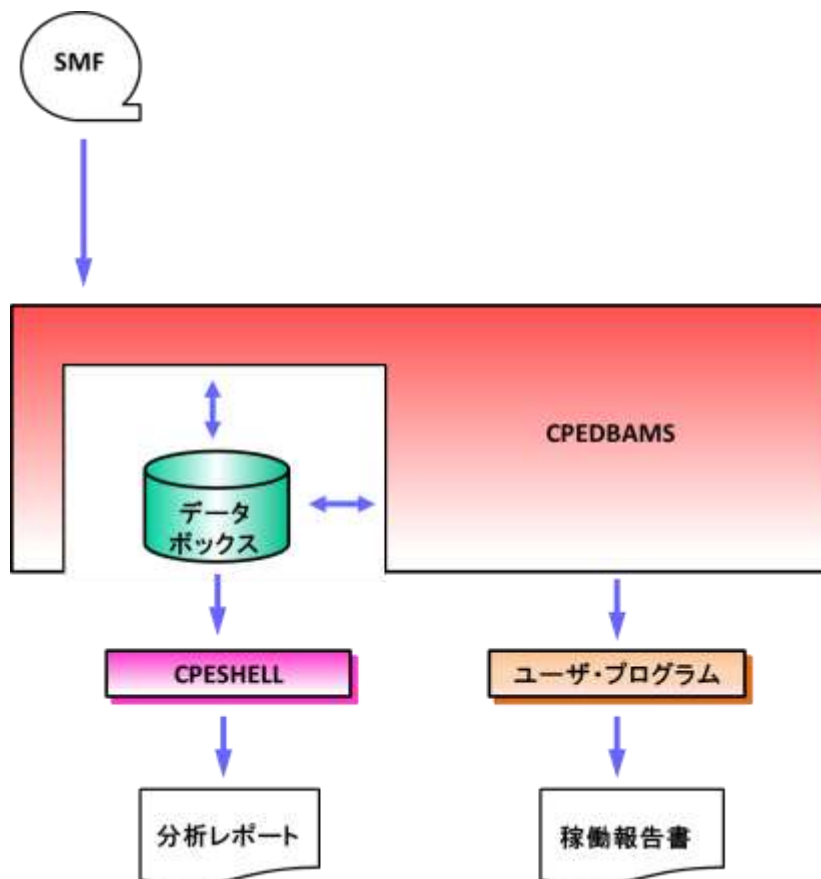 SMF
CPEDBAMS
データ
ボックス
CPESHELL
ユーザ・プログラム
分析レポート
稼働報告書